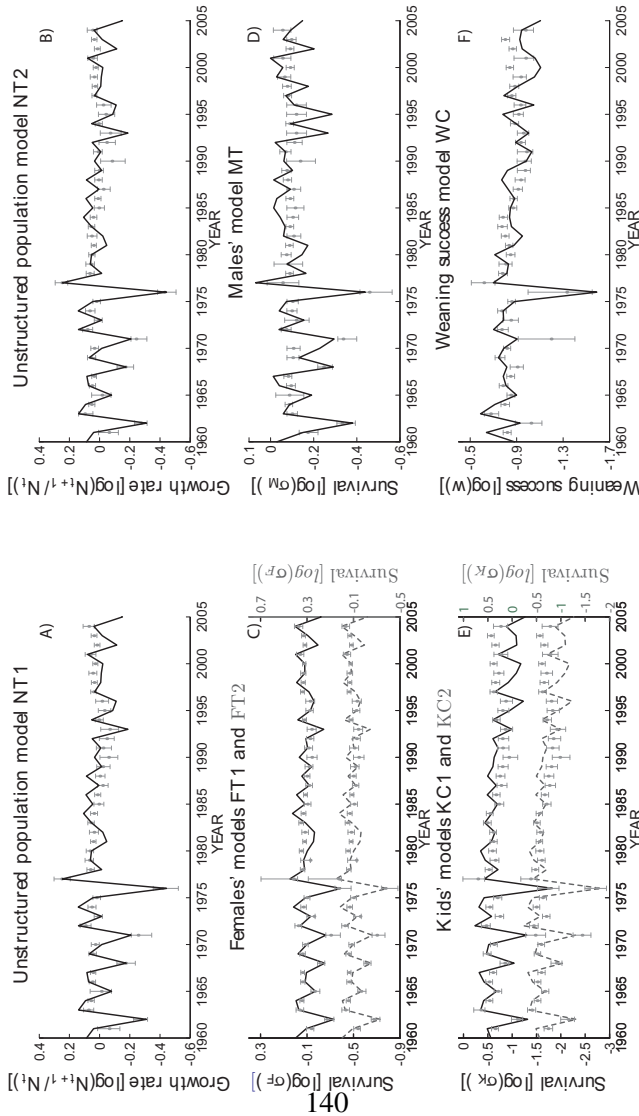 Unstructured population model NT1
A)
Growth rate [log(Nt+1/Nt)]
0.4
0.2
0
-0.2
-0.4
-0.6
1960 1965 1970 1975 1980 1985 1990 1995 2000 2005
YEAR
Unstructured population model NT2
B)
Growth rate [log(Nt+1/Nt)]
0.4
0.2
0
-0.2
-0.4
-0.6
1960 1965 1970 1975 1980 1985 1990 1995 2000 2005
YEAR
Females' models FT1 and FT2
C)
Survival [log(σF)]
0.3
-0.1
-0.5
-0.9
Survival [log(σF)]
0.7
0.3
-0.1
-0.5
1960 1965 1970 1975 1980 1985 1990 1995 2000 2005
YEAR
Males' model MT
D)
Survival [log(σM)]
0.2
0
-0.2
-0.4
-0.6
1960 1965 1970 1975 1980 1985 1990 1995 2000 2005
YEAR
Kids' models KC1 and KC2
E)
Survival [log(σK)]
0.5
0
-0.5
-1
-1.5
-2
-2.5
-3
Survival [log(σK)]
1
0.5
0
-0.5
-1
-1.5
-2
1960 1965 1970 1975 1980 1985 1990 1995 2000 2005
YEAR
Weaning success model WC
F)
Weaning success [log(w)]
-0.5
-0.9
-1.3
-1.7
1960 1965 1970 1975 1980 1985 1990 1995 2000 2005
YEAR
140